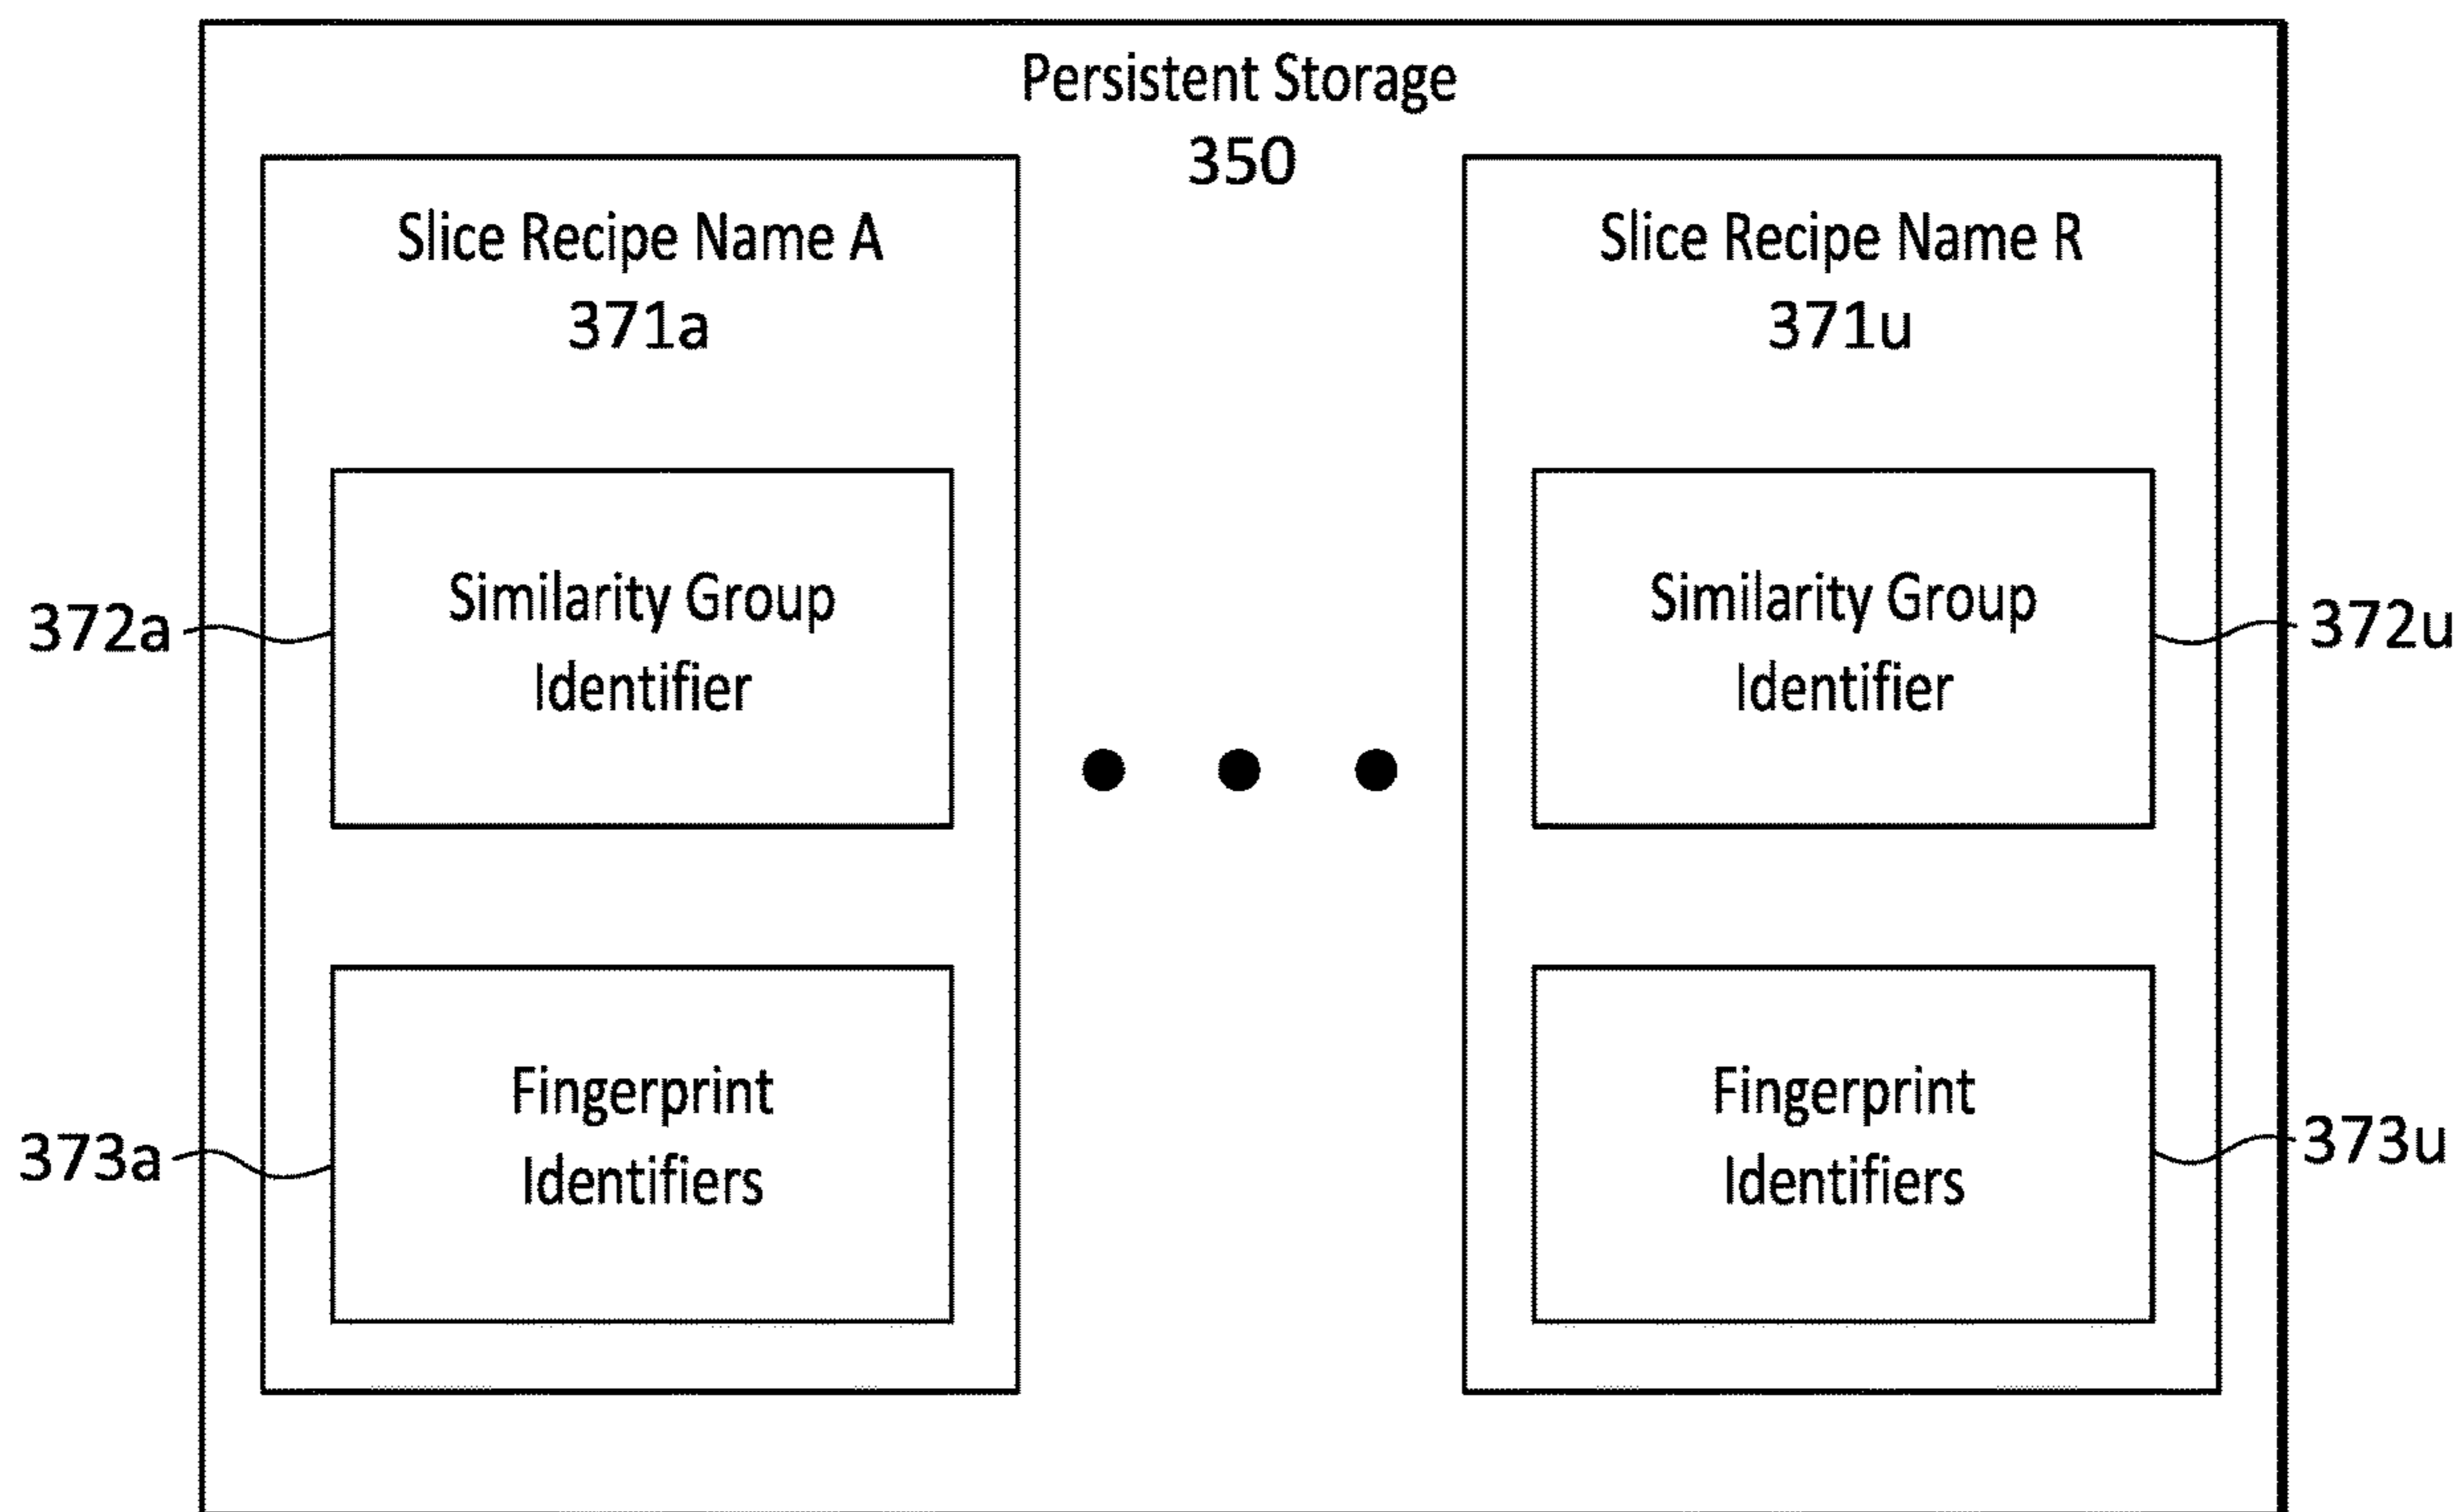 Persistent Storage
350
Slice Recipe Name A
371a
Slice Recipe Name R
371u
372a
Similarity Group
Identifier
Similarity Group
Identifier
372u
373a
Fingerprint
Identifiers
Fingerprint
Identifiers
373u